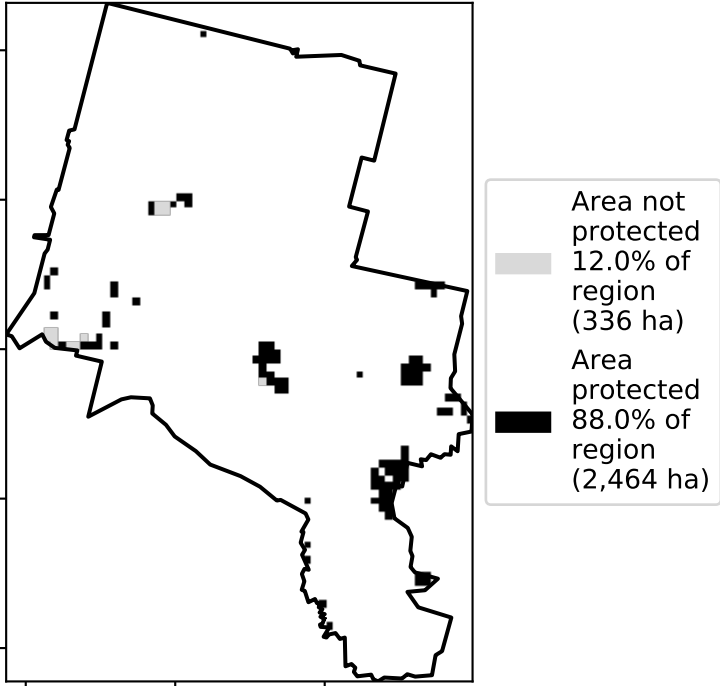 Area not
protected
12.0% of
region
(336 ha)
Area
protected
88.0% of
region
(2,464 ha)